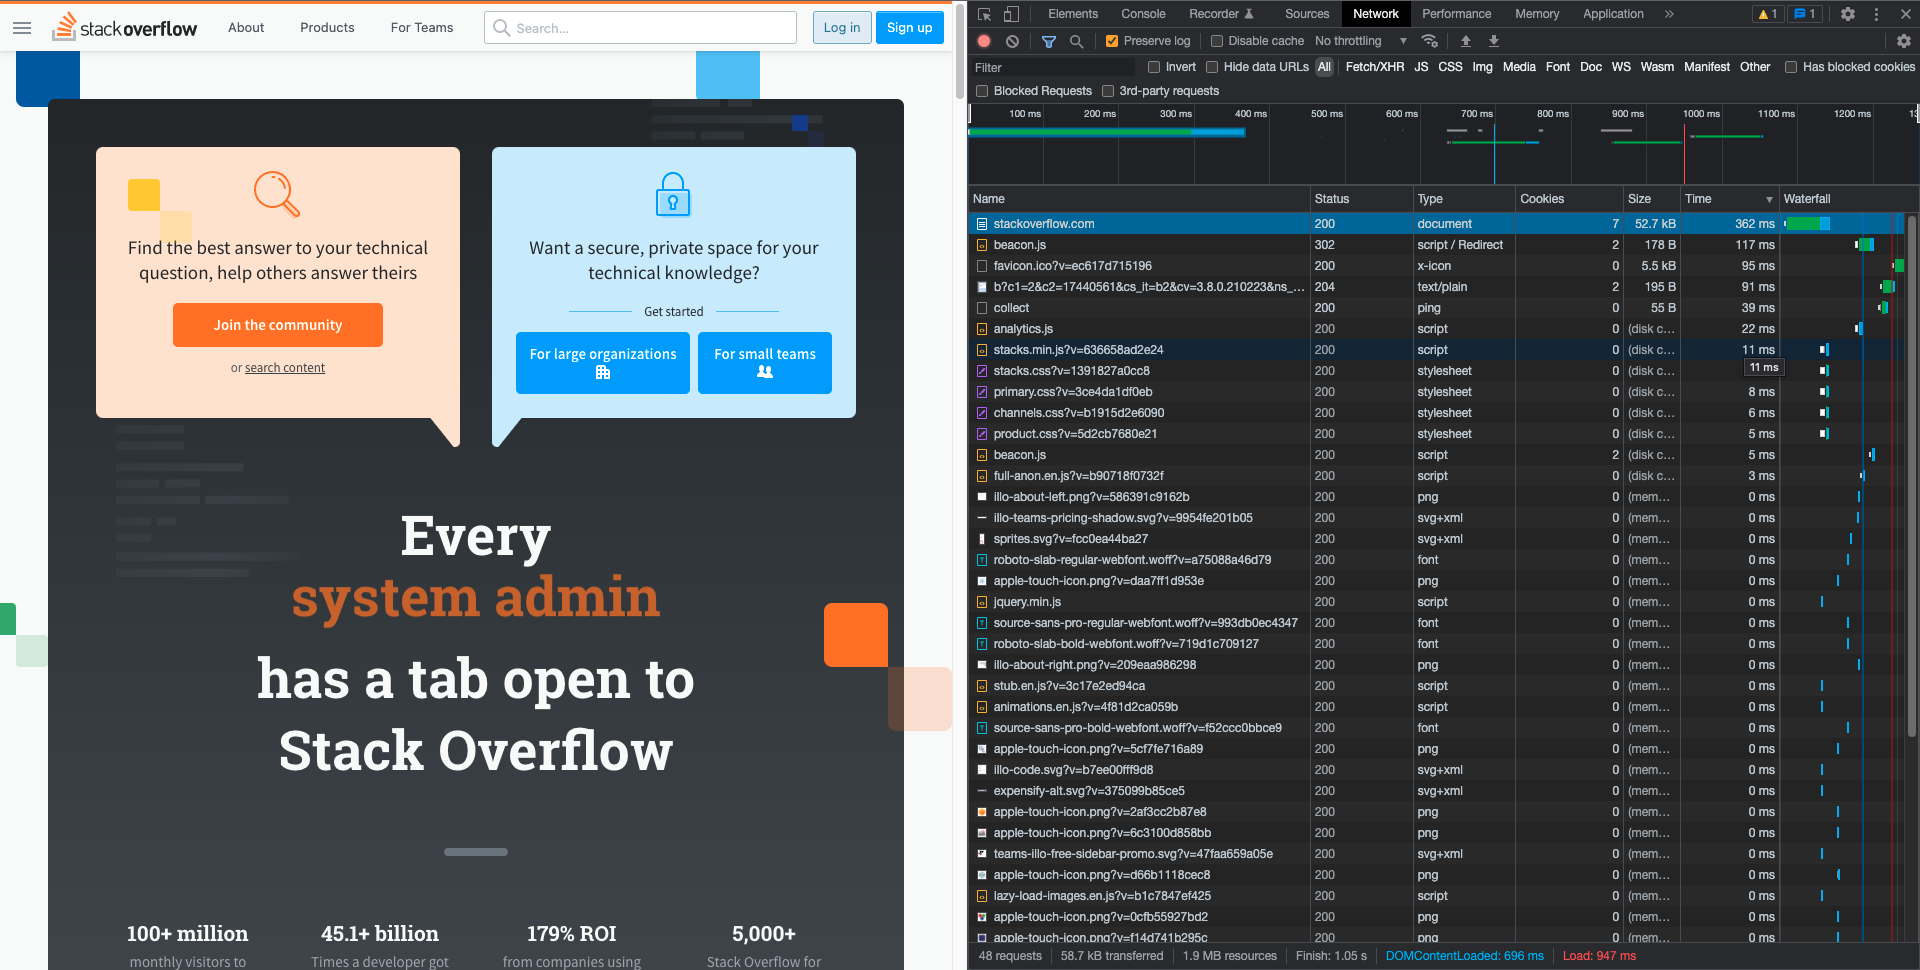 stackoverflow
About
Products
For Teams
Search...
Log in
Sign up
Find the best answer to your technical
question, help others answer theirs
Join the community
or search content
Want a secure, private space for your
technical knowledge?
Get started
For large organizations
For small teams
Every
system admin
has a tab open to
Stack Overflow
100+ million
monthly visitors to
45.1+ billion
Times a developer got
179% ROI
from companies using
5,000+
Stack Overflow for
Elements Console Recorder Sources Network Performance Memory Application » 1 1
Preserve log Disable cache No throttling
Filter Invert Hide data URLs All Fetch/XHR JS CSS Img Media Font Doc WS Wasm Manifest Other Has blocked cookies
Blocked Requests 3rd-party requests
100 ms 200 ms 300 ms 400 ms 500 ms 600 ms 700 ms 800 ms 900 ms 1000 ms 1100 ms 1200 ms
Name Status Type Cookies Size Time Waterfall
stackoverflow.com 200 document 7 52.7 kB 362 ms
beacon.js 302 script / Redirect 2 178 B 117 ms
favicon.ico?v=ec617d715196 200 x-icon 0 5.5 kB 95 ms
b?c1=2&c2=17440561&cs_it=b2&cv=3.8.0.210223&ns_... 204 text/plain 2 195 B 91 ms
collect 200 ping 0 55 B 39 ms
analytics.js 200 script 0 (disk c... 22 ms
stacks.min.js?v=636658ad2e24 200 script 0 (disk c... 11 ms
stacks.css?v=1391827a0cc8 200 stylesheet 0 (disk c... 11 ms
primary.css?v=3ce4da1df0eb 200 stylesheet 0 (disk c... 8 ms
channels.css?v=b1915d2e6090 200 stylesheet 0 (disk c... 6 ms
product.css?v=5d2cb7680e21 200 stylesheet 0 (disk c... 5 ms
beacon.js 200 script 2 (disk c... 5 ms
full-anon.en.js?v=b90718f0732f 200 script 0 (disk c... 3 ms
illo-about-left.png?v=586391c9162b 200 png 0 (mem... 0 ms
illo-teams-pricing-shadow.svg?v=9954fe201b05 200 svg+xml 0 (mem... 0 ms
sprites.svg?v=fcc0ea44ba27 200 svg+xml 0 (mem... 0 ms
roboto-slab-regular-webfont.woff?v=a75088a46d79 200 font 0 (mem... 0 ms
apple-touch-icon.png?v=daa7ff1d953e 200 png 0 (mem... 0 ms
jquery.min.js 200 script 0 (mem... 0 ms
source-sans-pro-regular-webfont.woff?v=993db0ec4347 200 font 0 (mem... 0 ms
roboto-slab-bold-webfont.woff?v=719d1c709127 200 font 0 (mem... 0 ms
illo-about-right.png?v=209eaa986298 200 png 0 (mem... 0 ms
stub.en.js?v=3c17e2ed94ca 200 script 0 (mem... 0 ms
animations.en.js?v=4f81d2ca059b 200 script 0 (mem... 0 ms
source-sans-pro-bold-webfont.woff?v=f52ccc0bbce9 200 font 0 (mem... 0 ms
apple-touch-icon.png?v=5cf7fe716a89 200 png 0 (mem... 0 ms
illo-code.svg?v=b7ee00fff9d8 200 svg+xml 0 (mem... 0 ms
expensify-alt.svg?v=375099b85ce5 200 svg+xml 0 (mem... 0 ms
apple-touch-icon.png?v=2af3cc2b87e8 200 png 0 (mem... 0 ms
apple-touch-icon.png?v=6c3100d858bb 200 png 0 (mem... 0 ms
teams-illo-free-sidebar-promo.svg?v=47faa659a05e 200 svg+xml 0 (mem... 0 ms
apple-touch-icon.png?v=d66b1118cec8 200 png 0 (mem... 0 ms
lazy-load-images.en.js?v=b1c7847ef425 200 script 0 (mem... 0 ms
apple-touch-icon.png?v=0cfb55927bd2 200 png 0 (mem... 0 ms
apple-touch-icon.png?v=f14d741b295c 200 png 0 (mem... 0 ms
48 requests 58.7 kB transferred 1.9 MB resources Finish: 1.05 s DOMContentLoaded: 696 ms Load: 947 ms